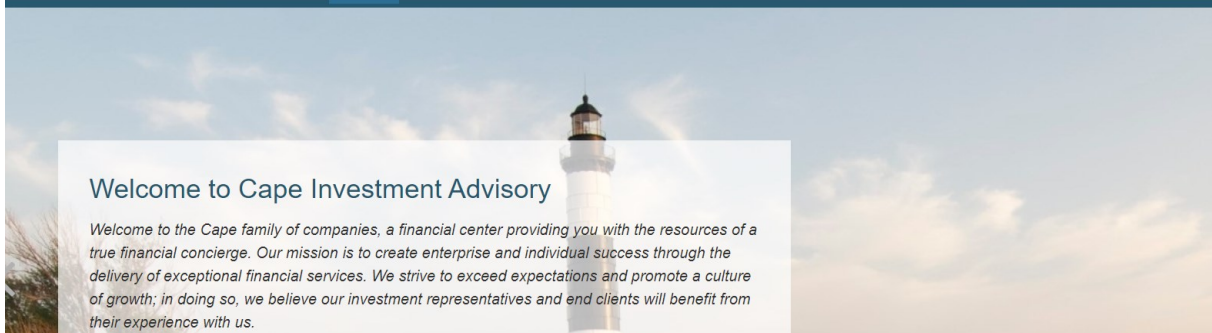 Welcome to Cape Investment Advisory
Welcome to the Cape family of companies, a financial center providing you with the resources of a
true financial concierge. Our mission is to create enterprise and individual success through the
delivery of exceptional financial services. We strive to exceed expectations and promote a culture
of growth; in doing so, we believe our investment representatives and end clients will benefit from
their experience with us.